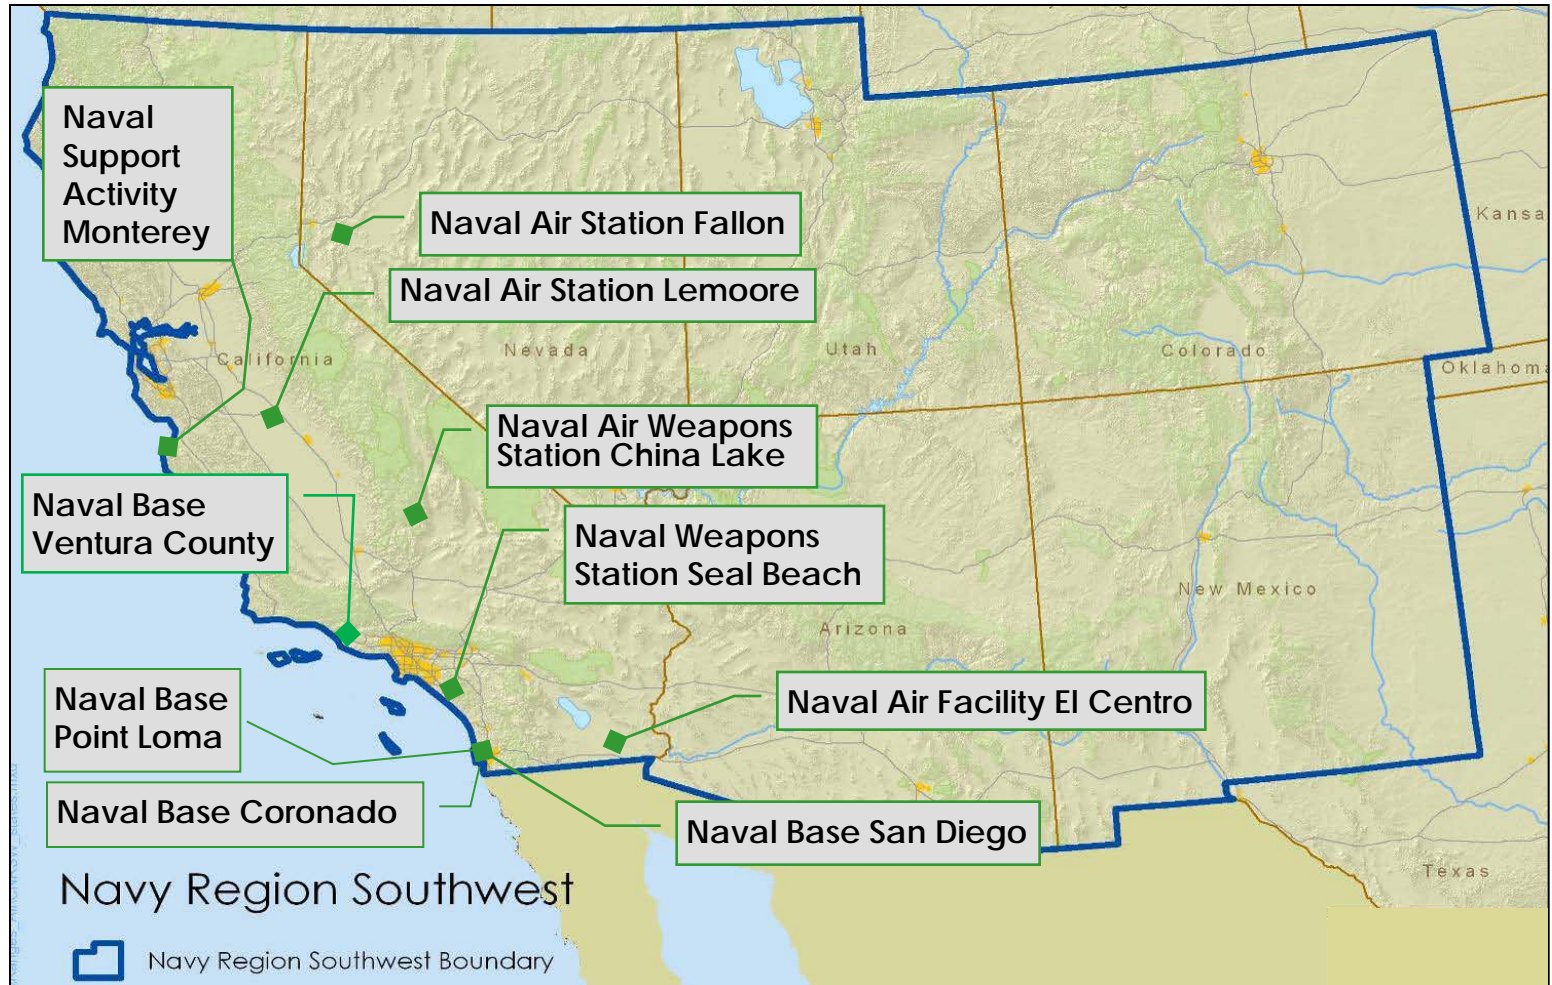 Naval
Support
Activity
Monterey
Naval Air Station Fallon
Kansa
Naval Air Station Lemoore
California
Nevada
Utah
Colorado
Oklahoma
Naval Air Weapons
Station China Lake
Naval Base
Ventura County
Naval Weapons
Station Seal Beach
New Mexico
Arizona
Naval Base
Point Loma
Naval Air Facility El Centro
Naval Base Coronado
Naval Base San Diego
Texas
Navy Region Southwest
Navy Region Southwest Boundary